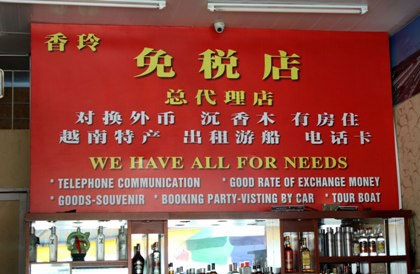 香玲
免税店
总代理店
对换外币 沉香木 有房住
越南特产 出租游船 电话卡
WE HAVE ALL FOR NEEDS
* TELEPHONE COMMUNICATION * GOOD RATE OF EXCHANGE MONEY
* GOODS-SOUVENIR * BOOKING PARTY-VISTING BY CAR * TOUR BOAT